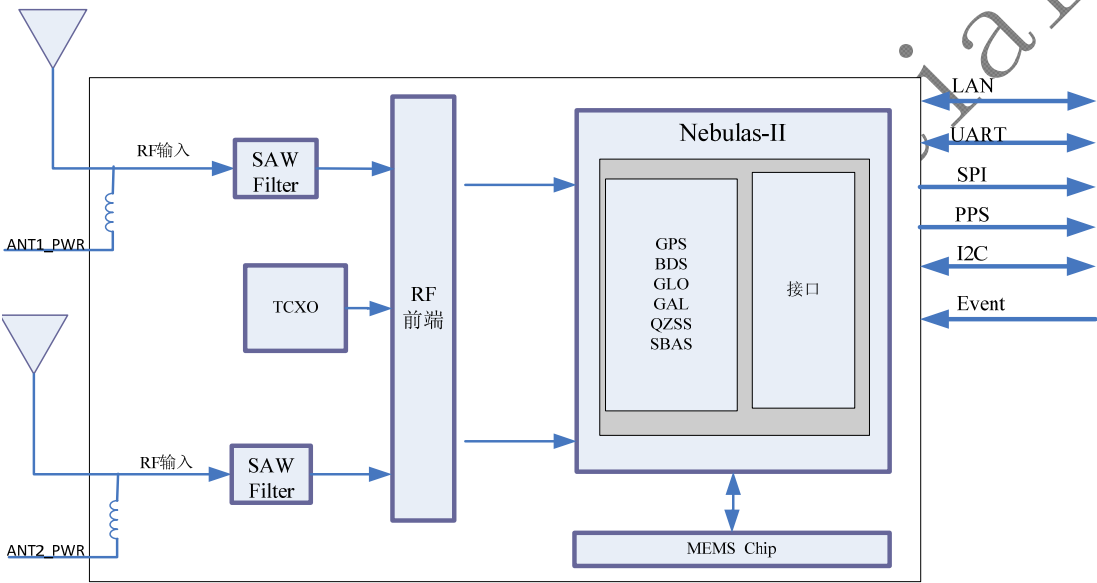 RF输入
SAW
Filter
ANT1_PWR
TCXO
RF
前端
RF输入
SAW
Filter
ANT2_PWR
Nebulas-II
GPS
BDS
GLO
GAL
QZSS
SBAS
接口
MEMS Chip
LAN
UART
SPI
PPS
I2C
Event